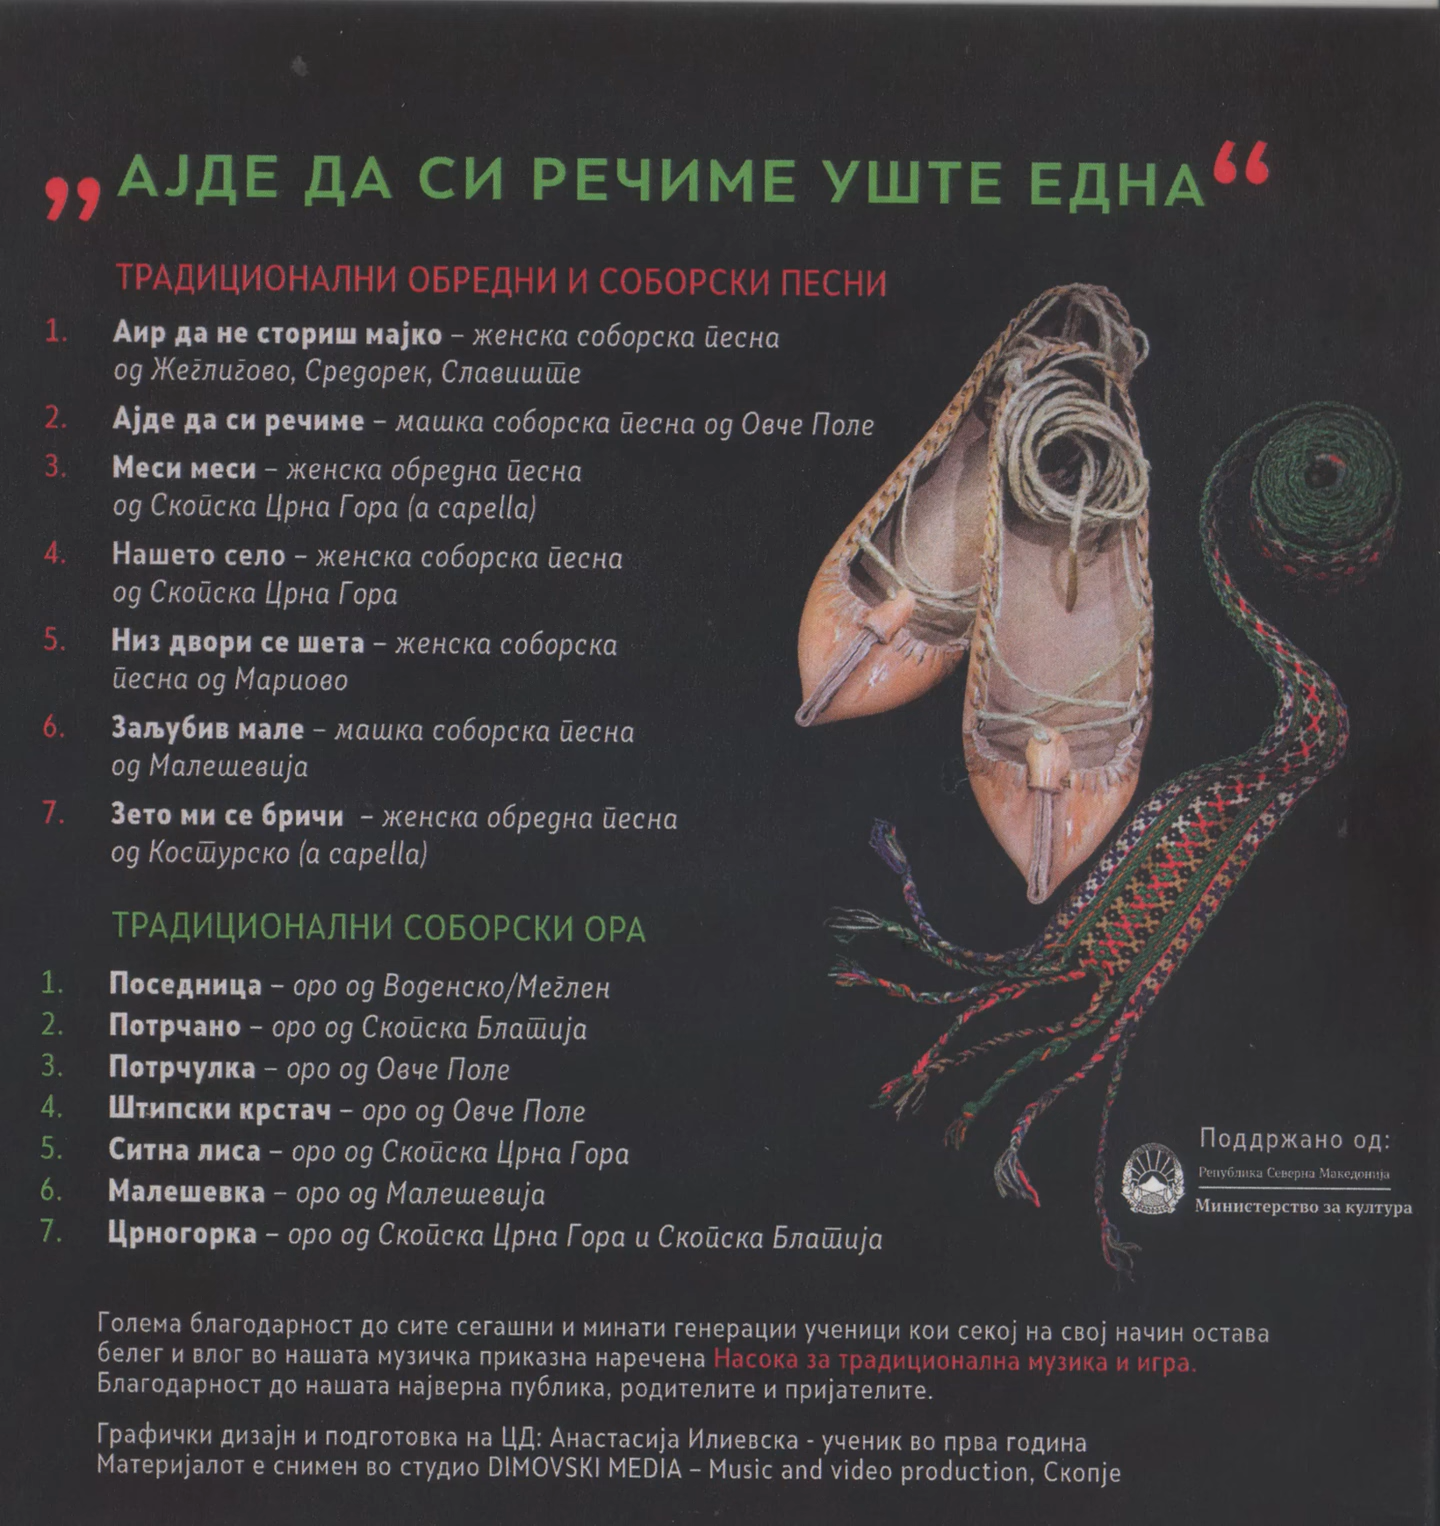 „АЈДЕ ДА СИ РЕЧИМЕ УШТЕ ЕДНА“
ТРАДИЦИОНАЛНИ ОБРЕДНИ И СОБОРСКИ ПЕСНИ
1. Аир да не сториш мајко – женска соборска песна
од Жеглигово, Средорек, Славиште
2. Ајде да си речиме – машка соборска песна од Овче Поле
3. Меси меси – женска обредна песна
од Скопска Црна Гора (a capella)
4. Нашето село – женска соборска песна
од Скопска Црна Гора
5. Низ двори се шета – женска соборска
песна од Мариово
6. Заљубив мале – машка соборска песна
од Малешевија
7. Зето ми се бричи – женска обредна песна
од Костурско (a capella)
ТРАДИЦИОНАЛНИ СОБОРСКИ ОРА
1. Поседница – оро од Воденско/Меглен
2. Потрчано – оро од Скопска Блатија
3. Потрчулка – оро од Овче Поле
4. Штипски крстач – оро од Овче Поле
5. Ситна лиса – оро од Скопска Црна Гора
6. Малешевка – оро од Малешевија
7. Црногорка – оро од Скопска Црна Гора и Скопска Блатија
Поддржано од:
Република Северна Македонија
Министерство за култура
Голема благодарност до сите сегашни и минати генерации ученици кои секој на свој начин остава
белег и влог во нашата музичка приказна наречена Насока за традиционална музика и игра.
Благодарност до нашата најверна публика, родителите и пријателите.
Графички дизајн и подготовка на ЦД: Анастасија Илиевска - ученик во прва година
Материјалот е снимен во студио DIMOVSKI MEDIA – Music and video production, Скопје